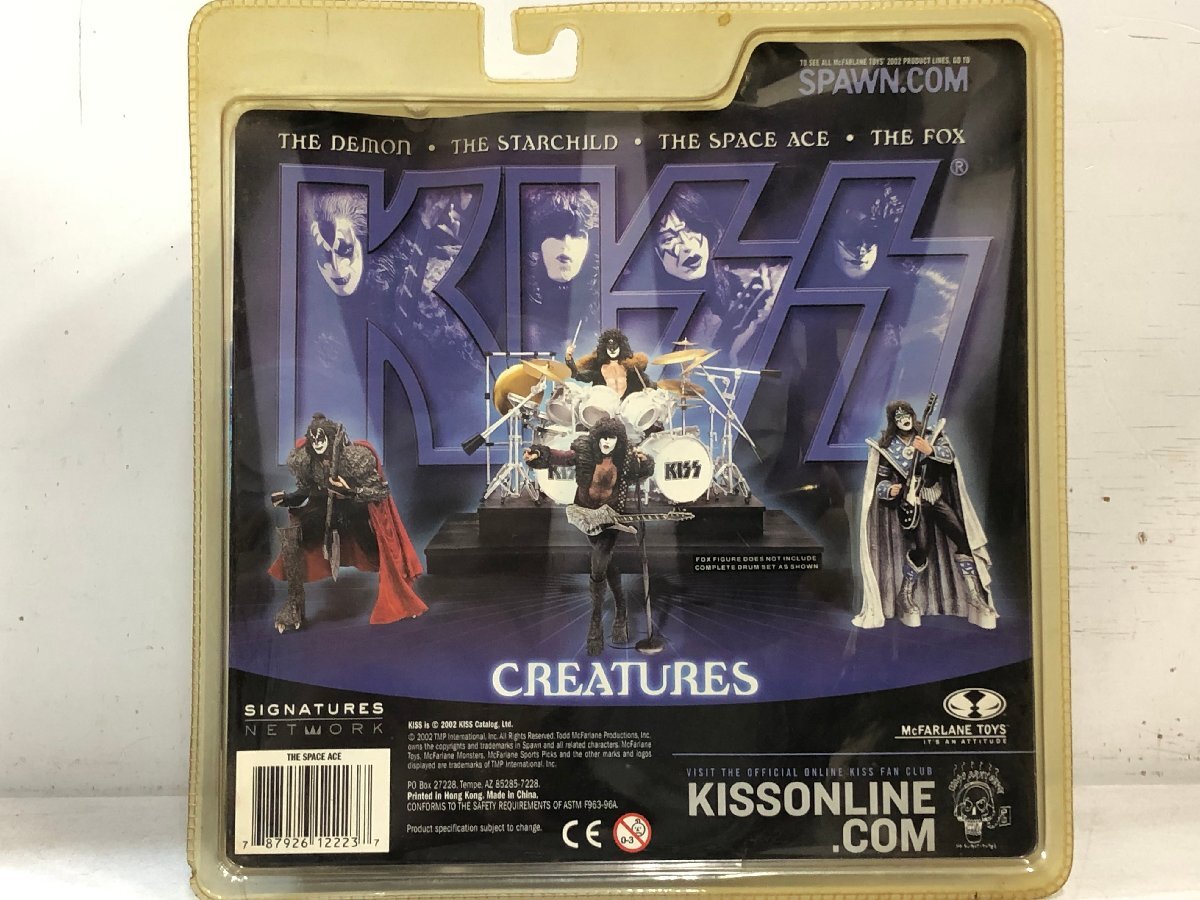 TO SEE ALL McFARLANE TOYS' 2002 PRODUCT LINES, GO TO
SPAWN.COM
THE DEMON • THE STARCHILD • THE SPACE ACE • THE FOX
KISS®
KISS
KISS
FOX FIGURE DOES NOT INCLUDE
COMPLETE DRUM SET AS SHOWN
CREATURES
SIGNATURES
NETWORK
THE SPACE ACE
7 87926 12223 7
KISS is © 2002 KISS Catalog, Ltd.
© 2002 TMP International, Inc. All Rights Reserved. Todd McFarlane Productions, Inc.
owns the copyrights and trademarks in Spawn and all related characters. McFarlane
Toys, McFarlane Monsters, McFarlane Sports Picks and the other marks and logos
displayed are trademarks of TMP International, Inc.
PO Box 27228, Tempe, AZ 85285-7228.
Printed in Hong Kong. Made in China.
CONFORMS TO THE SAFETY REQUIREMENTS OF ASTM F963-96A.
Product specification subject to change.
CE
0-3
McFARLANE TOYS™
IT'S AN ATTITUDE
VISIT THE OFFICIAL ONLINE KISS FAN CLUB
KISSONLINE
.COM